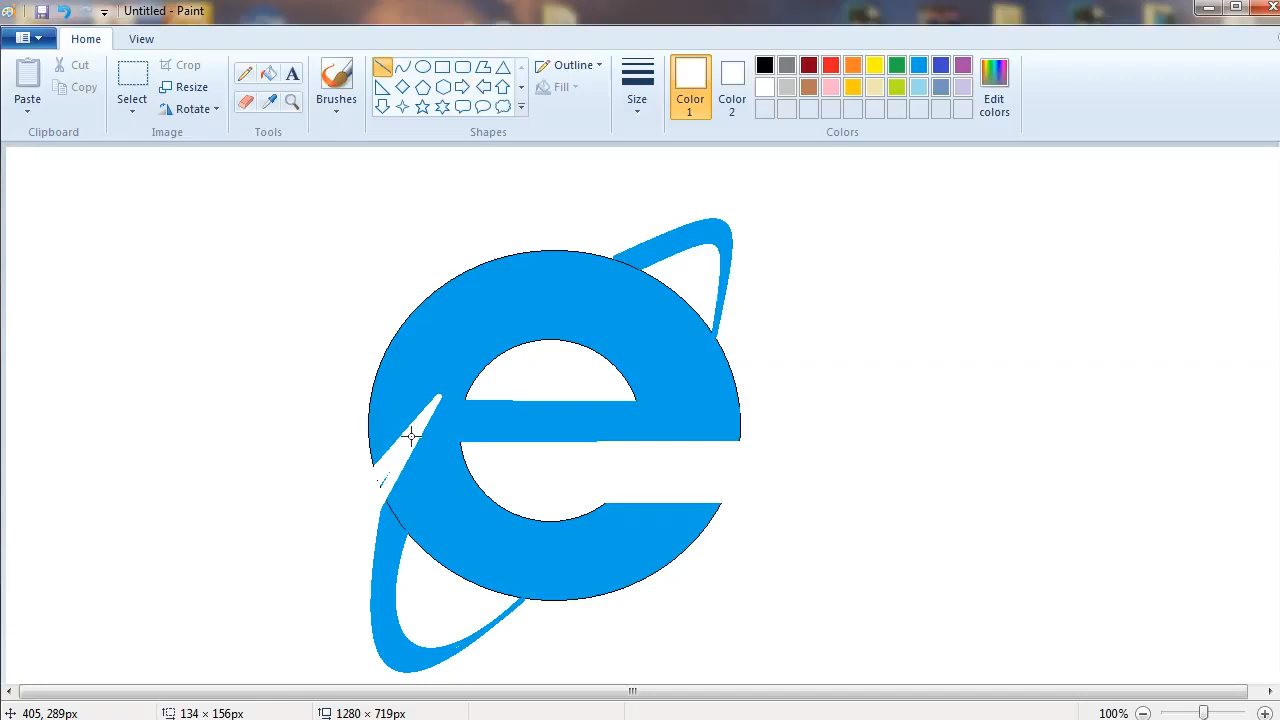 Untitled - Paint
Home View
Paste
Cut
Copy
Clipboard
Select
Crop
Resize
Rotate
Image
A
Tools
Brushes
Shapes
Outline
Fill
Size
Color 1
Color 2
Edit colors
Colors
e
405, 289px
134 × 156px
1280 × 719px
100%